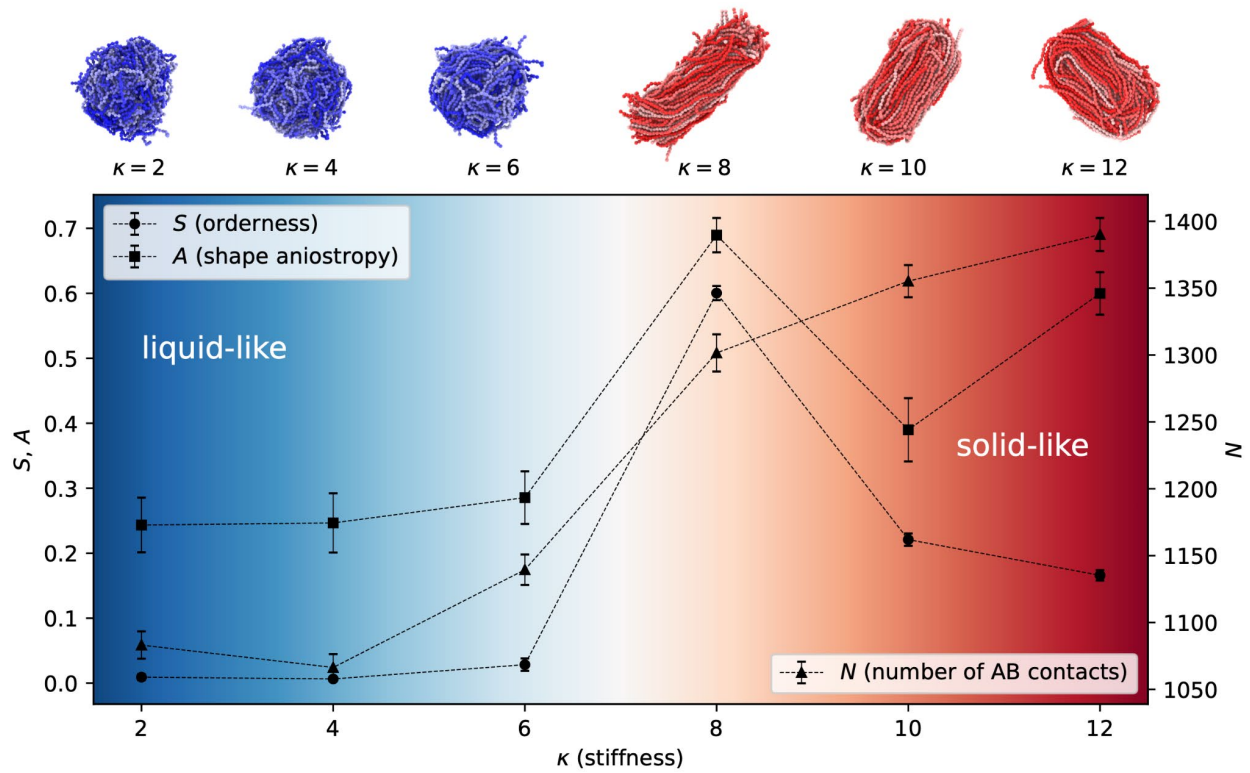 κ = 2
κ = 4
κ = 6
κ = 8
κ = 10
κ = 12
S (orderness)
A (shape aniostropy)
liquid-like
solid-like
N (number of AB contacts)
0.7
0.6
0.5
0.4
0.3
0.2
0.1
0.0
S, A
1400
1350
1300
1250
1200
1150
1100
1050
N
2
4
6
8
10
12
κ (stiffness)